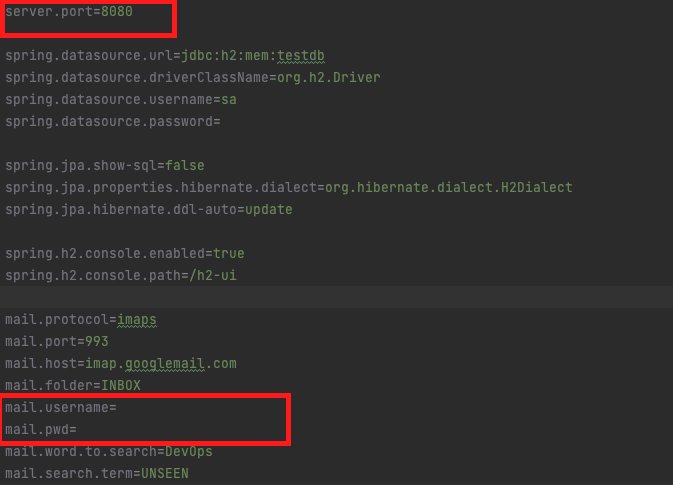 server.port=8080
spring.datasource.url=jdbc:h2:mem:testdb
spring.datasource.driverClassName=org.h2.Driver
spring.datasource.username=sa
spring.datasource.password=
spring.jpa.show-sql=false
spring.jpa.properties.hibernate.dialect=org.hibernate.dialect.H2Dialect
spring.jpa.hibernate.ddl-auto=update
spring.h2.console.enabled=true
spring.h2.console.path=/h2-ui
mail.protocol=imaps
mail.port=993
mail.host=imap.googlemail.com
mail.folder=INBOX
mail.username=
mail.pwd=
mail.word.to.search=DevOps
mail.search.term=UNSEEN